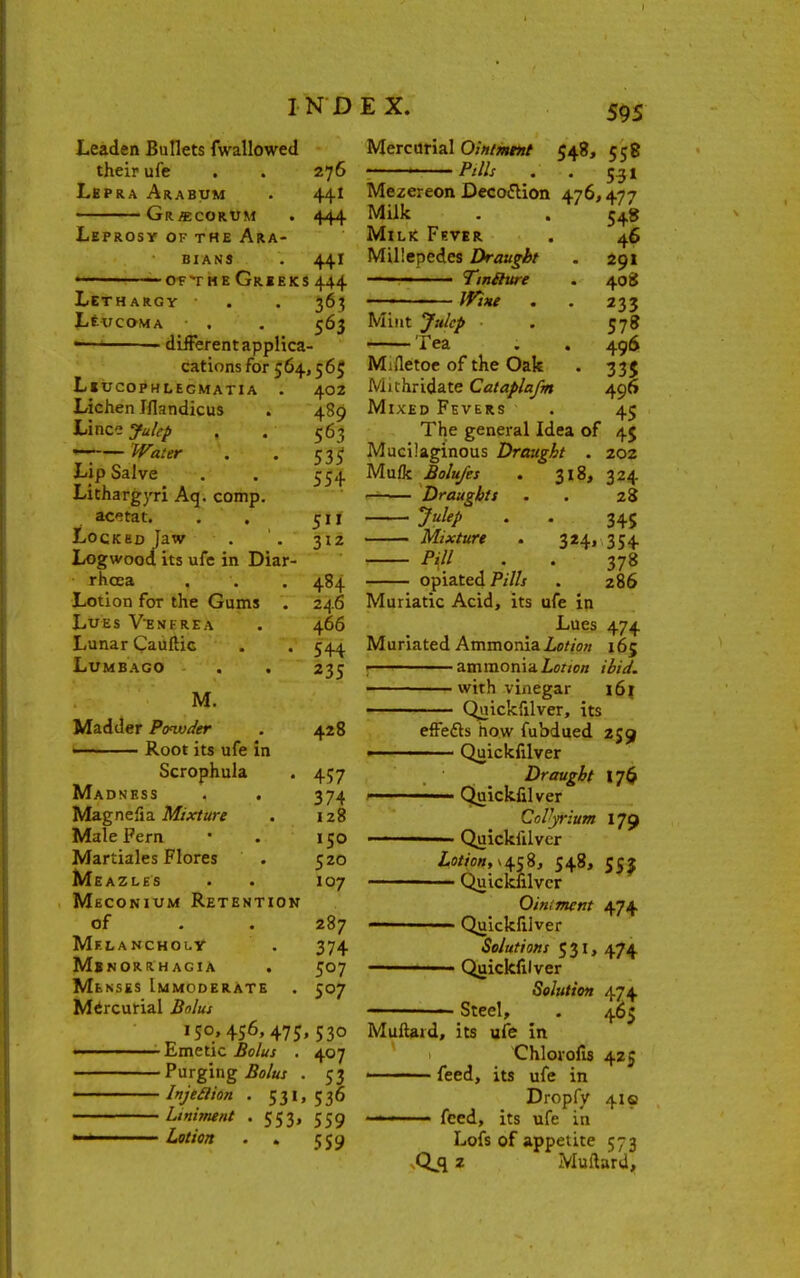 INDEX.
595
Leaden Bullets ſwallowed
their uſe . . 276
Lepra Arabum . 441
——— Græcorum . 444
Leprosy of the Ara-
bians . 441
——— of the Greeks 444
Lethargy . . 363
Léucoma . . 563
——— different applica-
cations for 564, 565
Leucophlegmatia . 402
Lichen Iſlandicus . 489
Lince Julep . . 563
—— Water . . 535
Lip Salve . . 554
Lithargyri Aq. comp.
acetat. . . 511
Locked Jaw . . 312
Logwood its uſe in Diar-
rhœa . . . 484
Lotion for the Gums . 246
Lues Venerea . 466
Lunar Cauſtic . . 544
Lumbago . . 235
M.
Madder Powder . 428
——— Root its uſe in
Scrophula . 457
Madness . . 374
Magneſia Mixture . 128
Male Fern . . 150
Martiales Flores . 520
Meazles . . 107
Meconium Retention
of . . 287
Melancholy . 374
Menorrhagia . 507
Menses Immoderate . 507
Mercurial Bolus
150, 456, 475, 530
——— Emetic Bolus . 407
——— Purging Bolus . 53
——— Injection . 531, 536
——— Liniment . 553, 559
——— Lotion . . 559
Mercurial Ointment 548, 558
——— Pills . . 531
Mezereon Decoction 476, 477
Milk . . 548
Milk Fever . 46
Millepedes Draught . 291
——— Tincture . 408
——— Wine . . 233
Mint Julep . . 578
—— Tea . . 496
Miſletoe of the Oak . 335
Mithridate Cataplaſm 496
Mixed Fevers . 45
The general Idea of 45
Mucilaginous Draught . 202
Muſk Boluſes . 318, 324
—— Draughts . . 28
—— Julep . . 345
—— Mixture . 324, 354
—— Pill . . 378
—— opiated Pills . 286
Muriatic Acid, its uſe in
Lues 474
Muriated Ammonia Lotion 165
——— ammonia Lotion ibid.
——— with vinegar 161
——— Quickſilver, its
effects how ſubdued 259
——— Quickſilver
Draught 176
——— Quickſilver
Collyrium 179
——— Quickſilver
Lotion, 458, 548, 553
——— Quickſilver
Ointment 474
——— Quickſilver
Solutions 531, 474
——— Quickſilver
Solution 474
——— Steel, . 465
Muſtard, its uſe in
Chloroſis 425
——— feed, its uſe in
Dropſy 410
——— feed, its uſe in
Loſs of appetite 573
Qq 2 Muſtard,